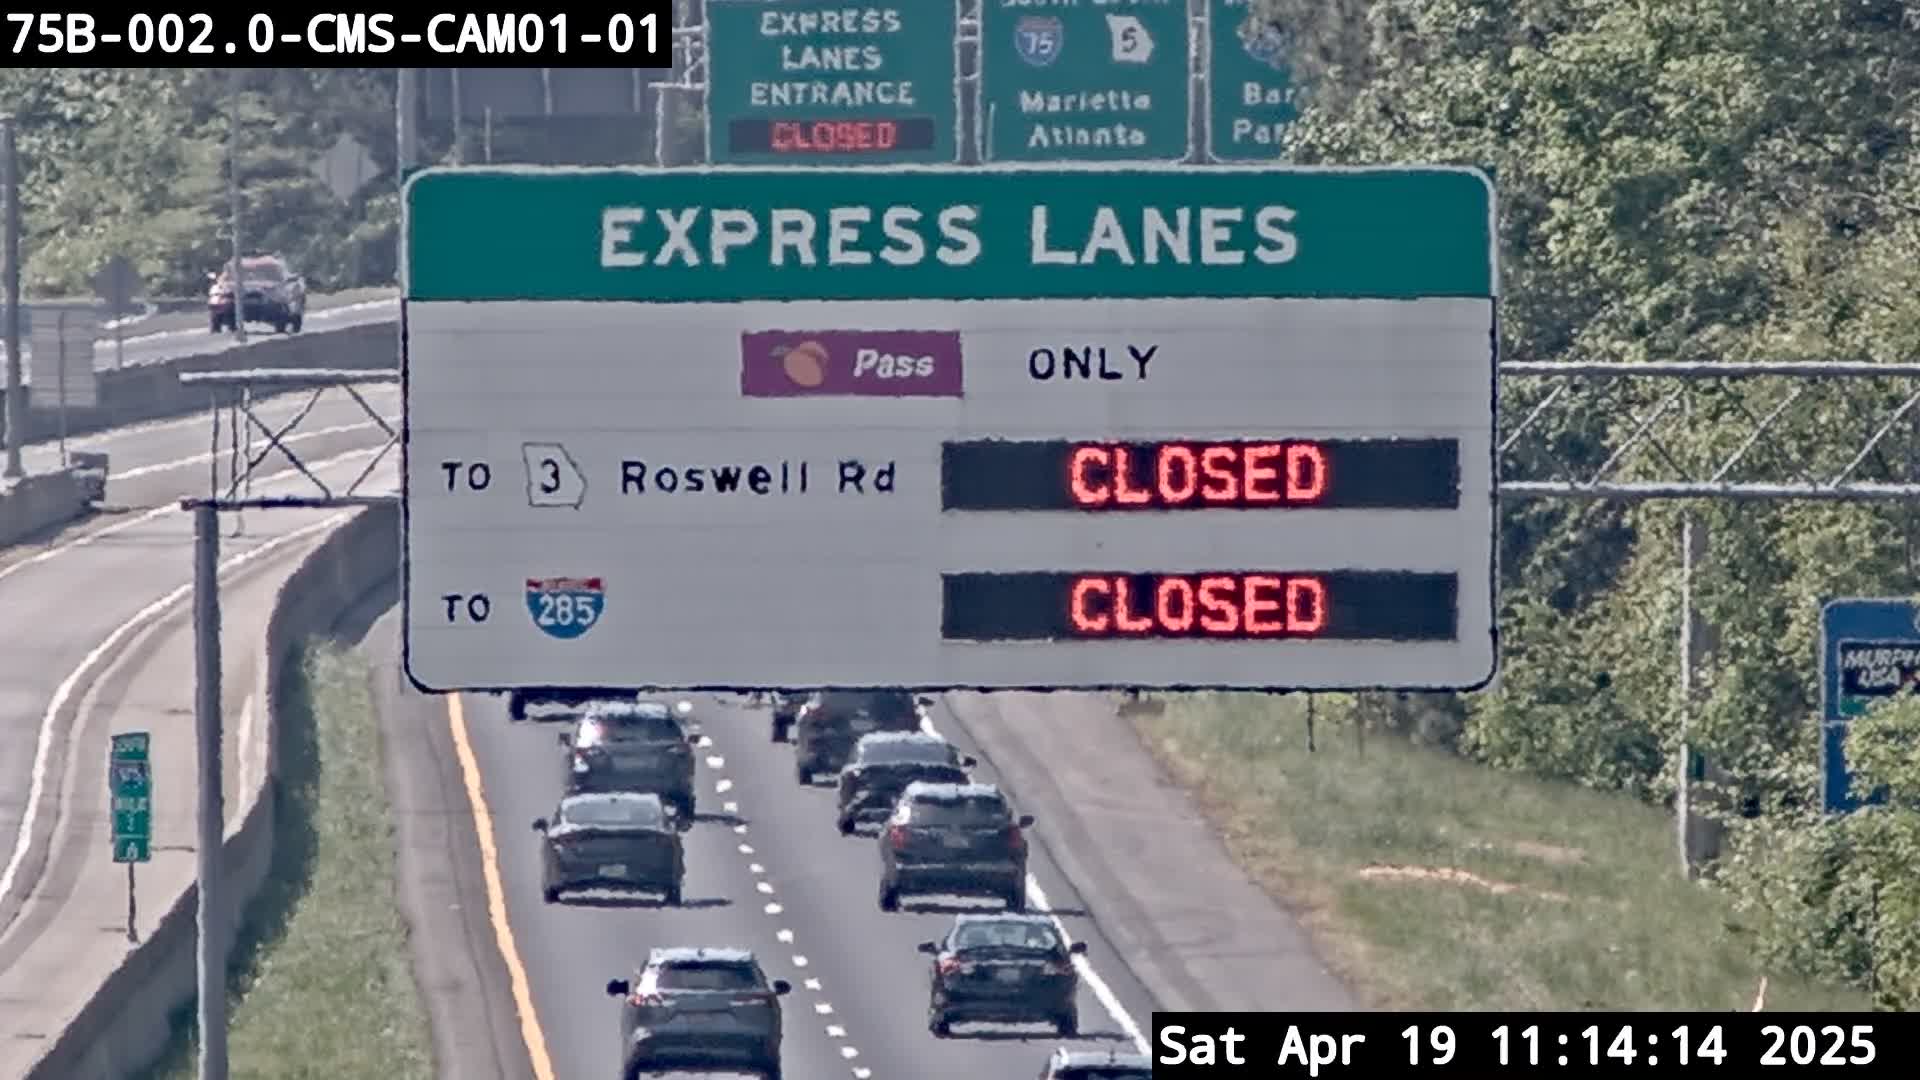 75B-002.0-CMS-CAM01-01
EXPRESS
LANES
ENTRANCE
CLOSED
75 5
Marietta
Atlanta
EXPRESS LANES
Pass ONLY
TO 3 Roswell Rd CLOSED
TO 285 CLOSED
USA
Sat Apr 19 11:14:14 2025